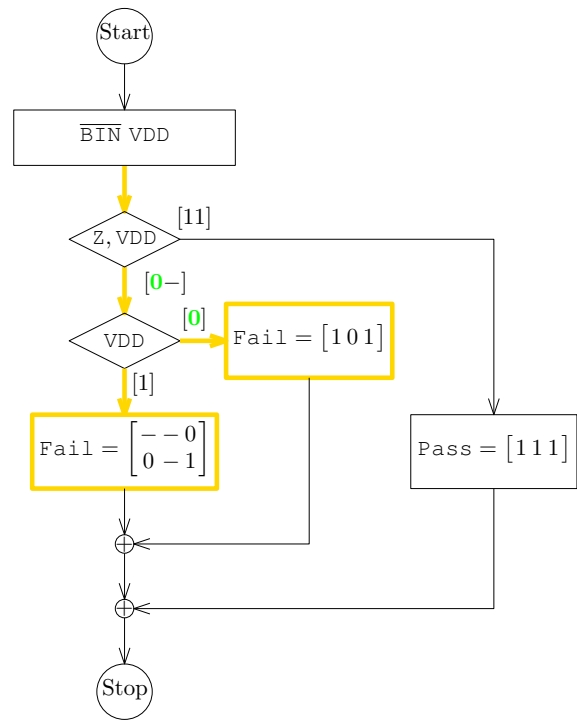 Start
B̅I̅N̅ VDD
[11]
Z, VDD
[0−]
[0]
VDD
Fail = [1 0 1]
[1]
Fail = [− − 0
0 − 1]
Pass = [1 1 1]
Stop